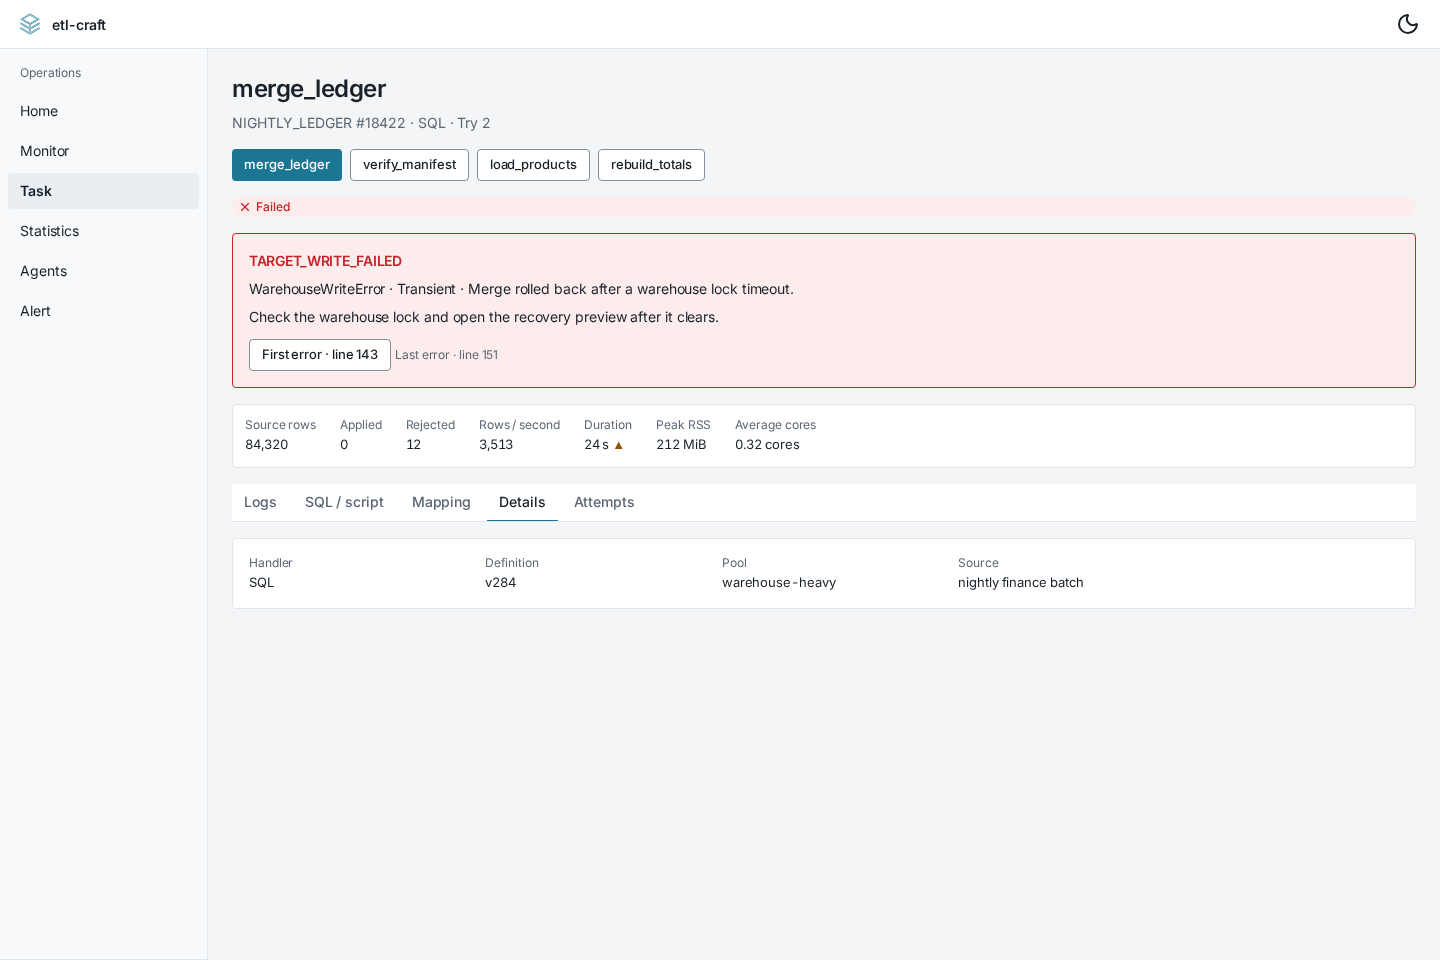 etl-craft
Operations
Home
Monitor
Task
Statistics
Agents
Alert
merge_ledger
NIGHTLY_LEDGER #18422 · SQL · Try 2
merge_ledger verify_manifest load_products rebuild_totals
Failed
TARGET_WRITE_FAILED
WarehouseWriteError · Transient · Merge rolled back after a warehouse lock timeout.
Check the warehouse lock and open the recovery preview after it clears.
First error · line 143 Last error · line 151
Source rows Applied Rejected Rows / second Duration Peak RSS Average cores
84,320 0 12 3,513 24 s ▲ 212 MiB 0.32 cores
Logs SQL / script Mapping Details Attempts
Handler Definition Pool Source
SQL v284 warehouse-heavy nightly finance batch